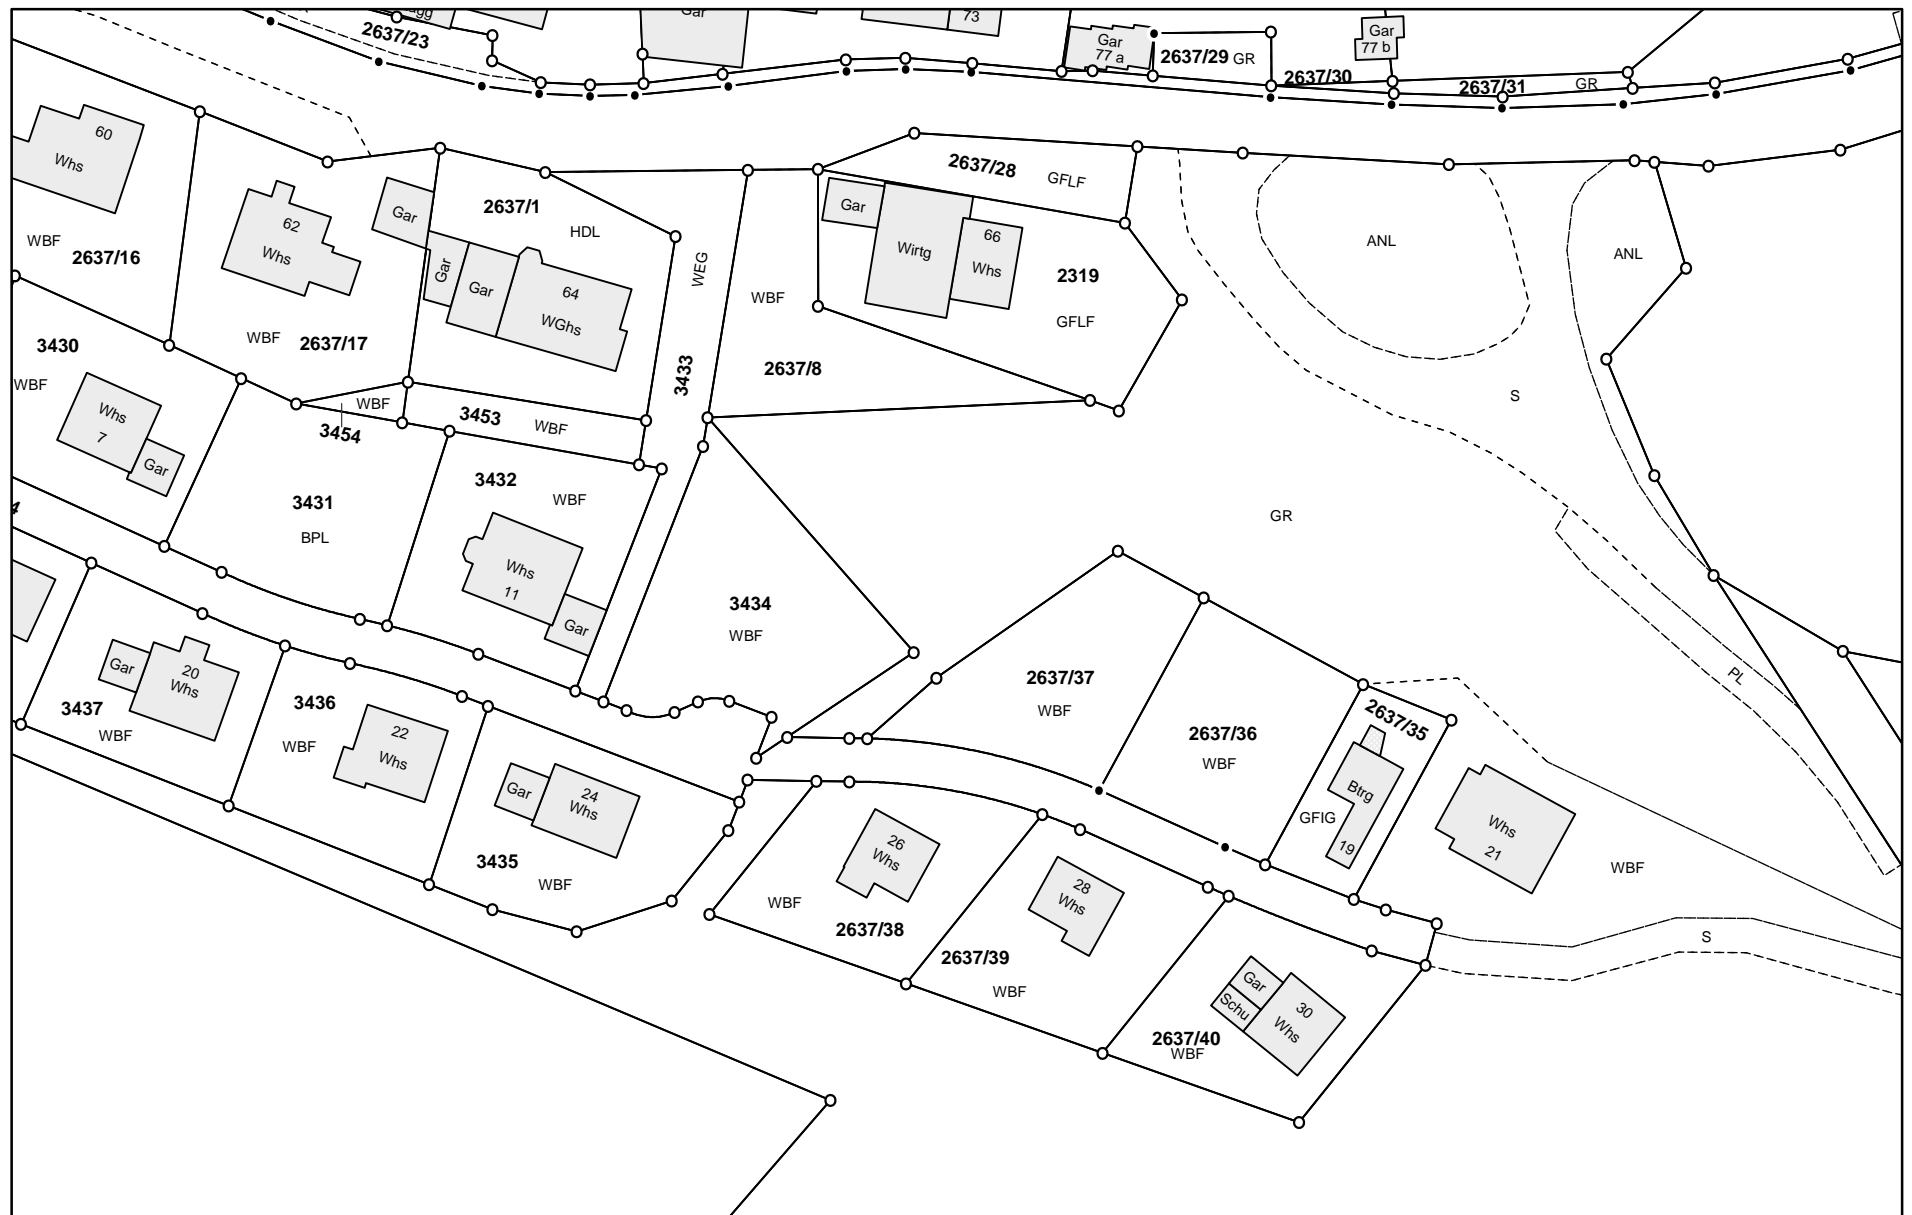 Gar
73
2637/23
Gar
77 a
2637/29
GR
Gar
77 b
2637/30
2637/31
GR
60
Whs
WBF
2637/16
62
Whs
WBF
2637/17
Gar
2637/1
HDL
Gar
Gar
64
WGhs
WEG
3433
WBF
2637/8
2637/28
GFLF
Gar
Wirtg
66
Whs
2319
GFLF
ANL
ANL
S
GR
PL
3430
WBF
Whs
7
Gar
WBF
3454
3453
WBF
3431
BPL
3432
WBF
Whs
11
Gar
3434
WBF
Gar
20
Whs
3437
WBF
3436
WBF
22
Whs
Gar
24
Whs
3435
WBF
2637/37
WBF
2637/36
WBF
2637/35
Btrg
GFIG
19
Whs
21
WBF
S
26
Whs
WBF
2637/38
28
Whs
2637/39
WBF
Gar
Schu
30
Whs
2637/40
WBF